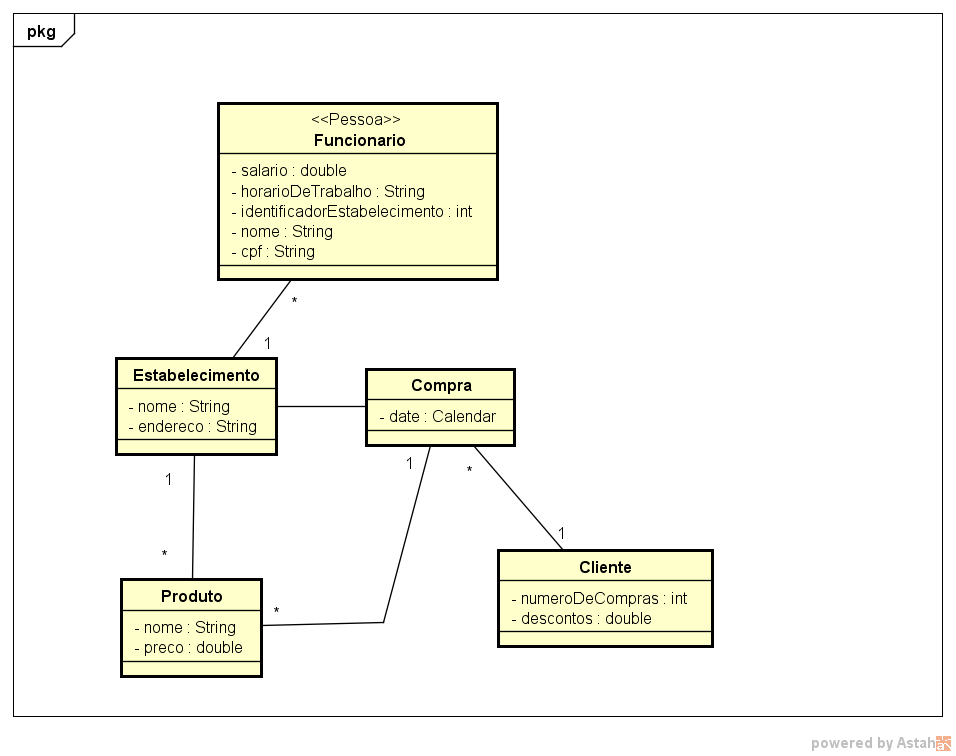 pkg
<<Pessoa>>
Funcionario
- salario : double
- horarioDeTrabalho : String
- identificadorEstabelecimento : int
- nome : String
- cpf : String
*
1
Estabelecimento
- nome : String
- endereco : String
Compra
- date : Calendar
1
*
1
*
1
Produto
- nome : String
- preco : double
*
Cliente
- numeroDeCompras : int
- descontos : double
powered by Astah